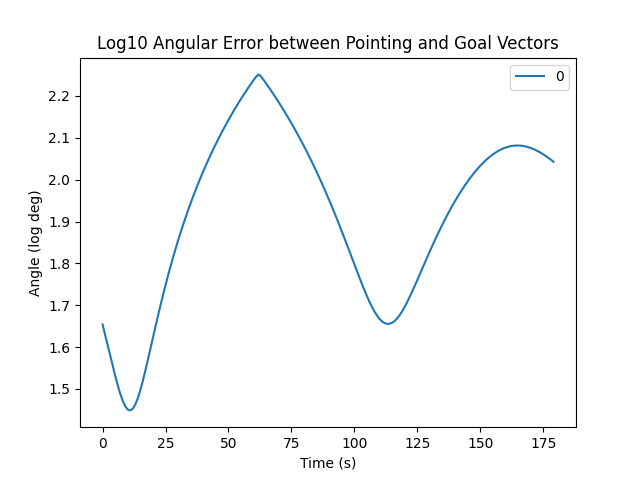 Log10 Angular Error between Pointing and Goal Vectors
0
2.2
2.1
2.0
1.9
1.8
1.7
1.6
1.5
Angle (log deg)
0 25 50 75 100 125 150 175
Time (s)